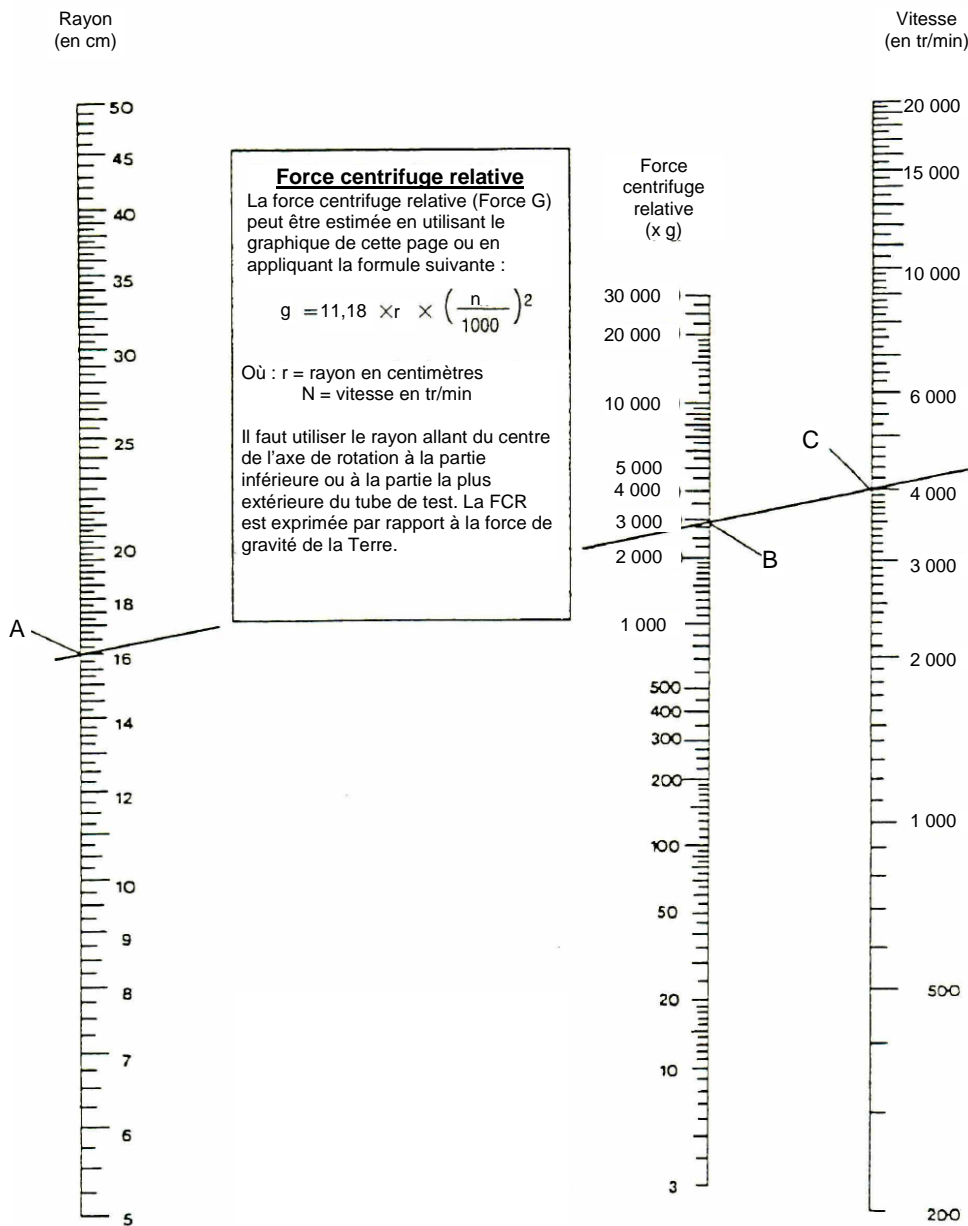 Rayon
(en cm)
Vitesse
(en tr/min)
50
45
40
35
30
25
20
18
16
14
12
10
9
8
7
6
5
A
Force centrifuge relative
La force centrifuge relative (Force G)
peut être estimée en utilisant le
graphique de cette page ou en
appliquant la formule suivante :
g = 11,18 × r × ( n / 1000 )²
Où : r = rayon en centimètres
N = vitesse en tr/min
Il faut utiliser le rayon allant du centre
de l'axe de rotation à la partie
inférieure ou à la partie la plus
extérieure du tube de test. La FCR
est exprimée par rapport à la force de
gravité de la Terre.
Force
centrifuge
relative
(x g)
30 000
20 000
10 000
5 000
4 000
3 000
2 000
1 000
500
400
300
200
100
50
20
10
3
B
C
20 000
15 000
10 000
6 000
4 000
3 000
2 000
1 000
500
200